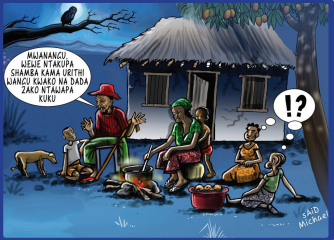 MWANANGU,
WEWE NTAKUPA
SHAMBA KAMA URITHI
WANGU KWAKO NA DADA
ZAKO NTAWAPA
KUKU
!?
SAiD
Michael